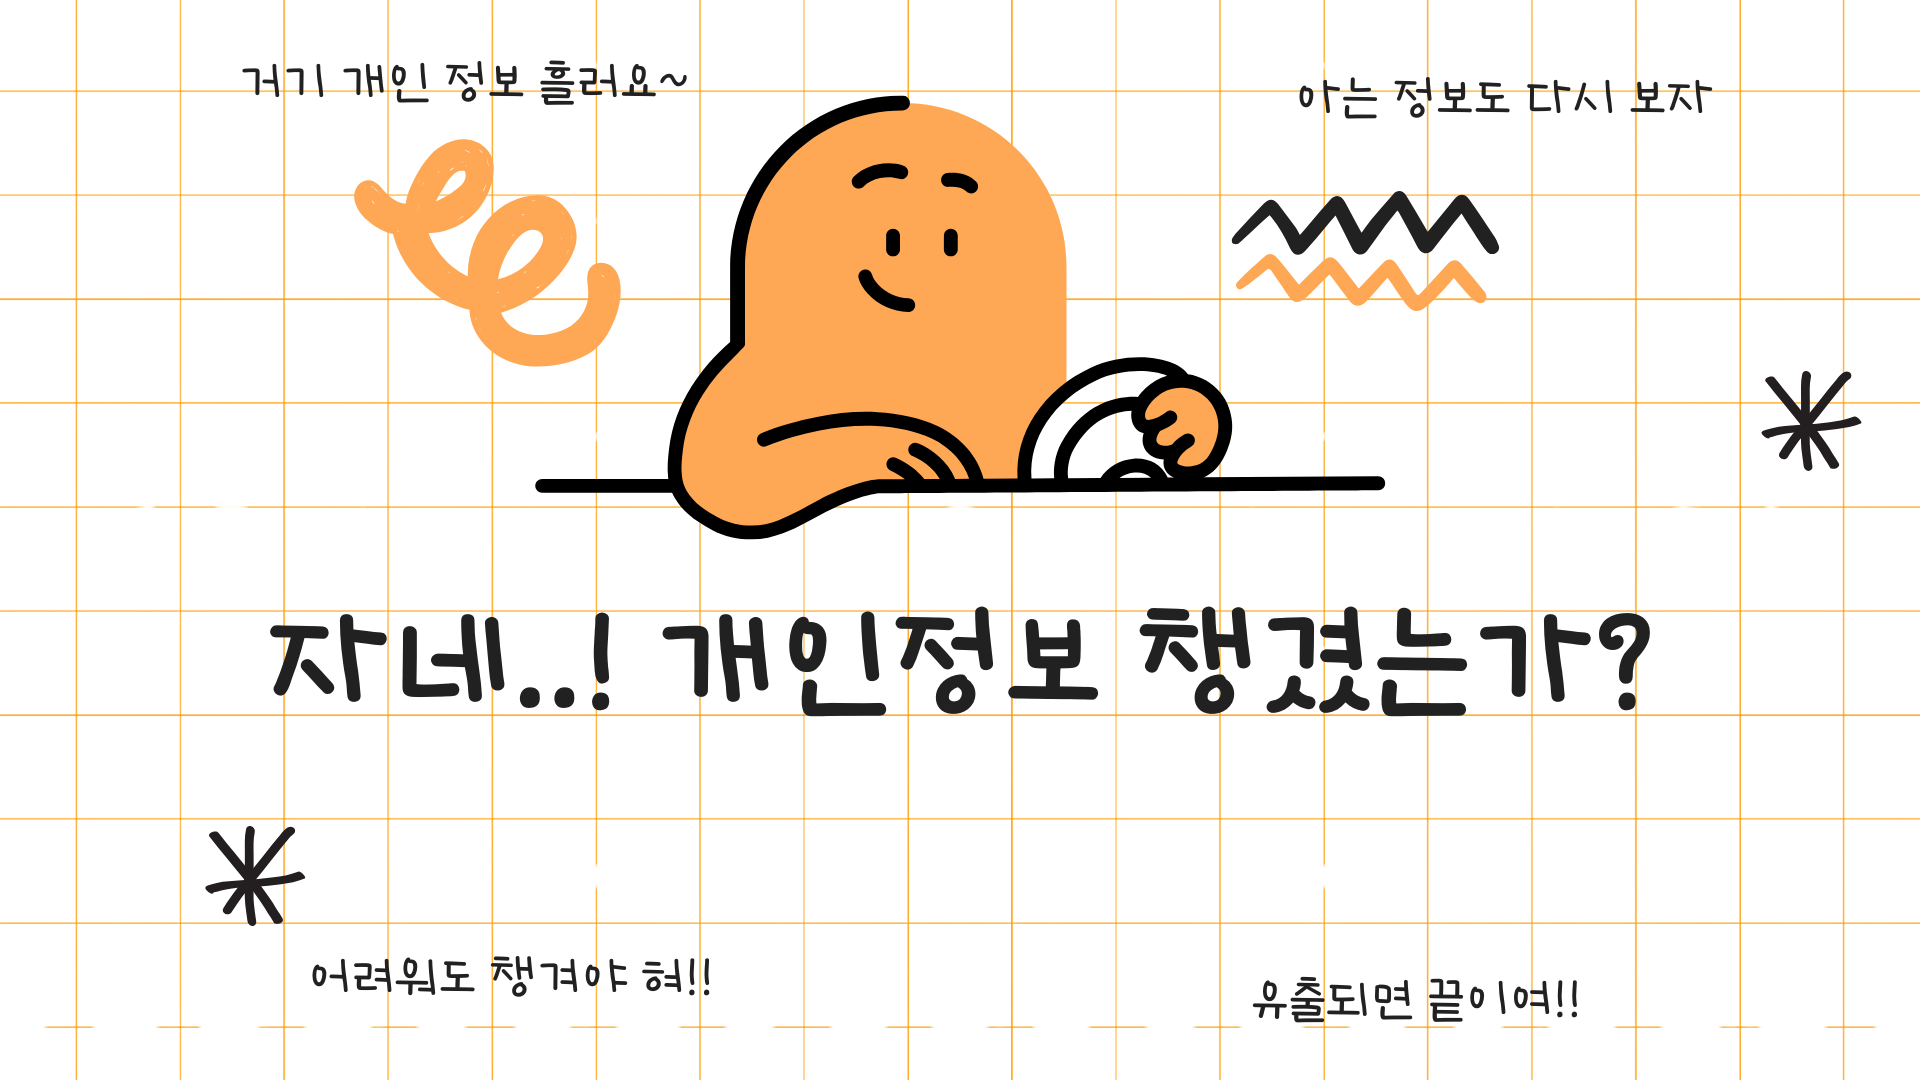 거기 개인 정보 흘러요~
아는 정보도 다시 보자
자네..! 개인정보 챙겼는가?
어려워도 챙겨야 혀!!
유출되면 끝이여!!